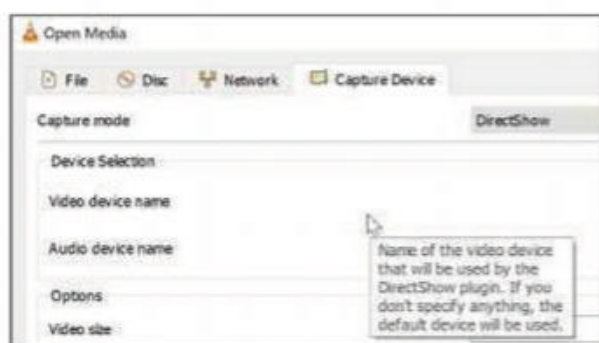 Open Media
File Disc Network Capture Device
Capture mode DirectShow
Device Selection
Video device name
Audio device name
Name of the video device
that will be used by the
DirectShow plugin. If you
don't specify anything, the
default device will be used.
Options
Video size